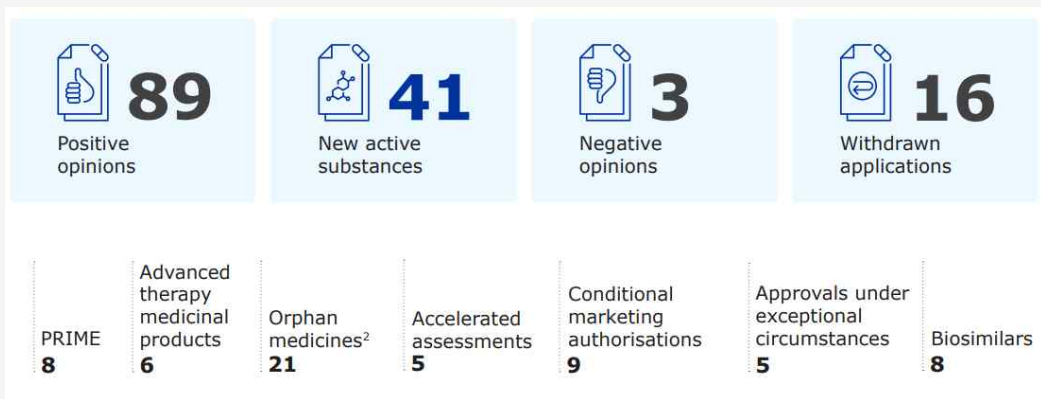 89
Positive
opinions
41
New active
substances
3
Negative
opinions
16
Withdrawn
applications
PRIME
8
Advanced
therapy
medicinal
products
6
Orphan
medicines²
21
Accelerated
assessments
5
Conditional
marketing
authorisations
9
Approvals under
exceptional
circumstances
5
Biosimilars
8